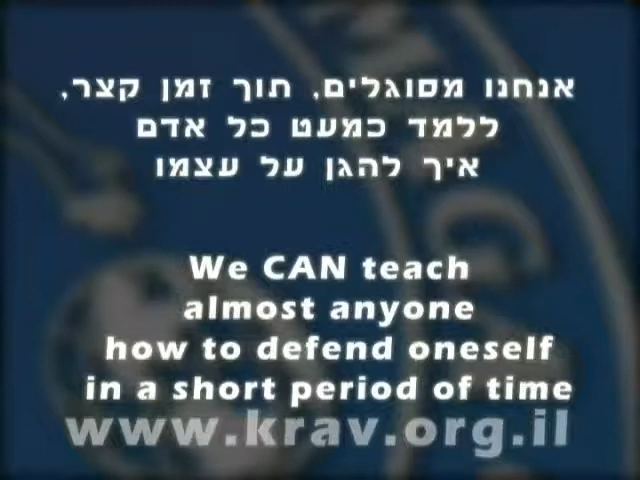 אנחנו מסוגלים, תוך זמן קצר,
ללמד כמעט כל אדם
איך להגן על עצמו
We CAN teach
almost anyone
how to defend oneself
in a short period of time
www.krav.org.il